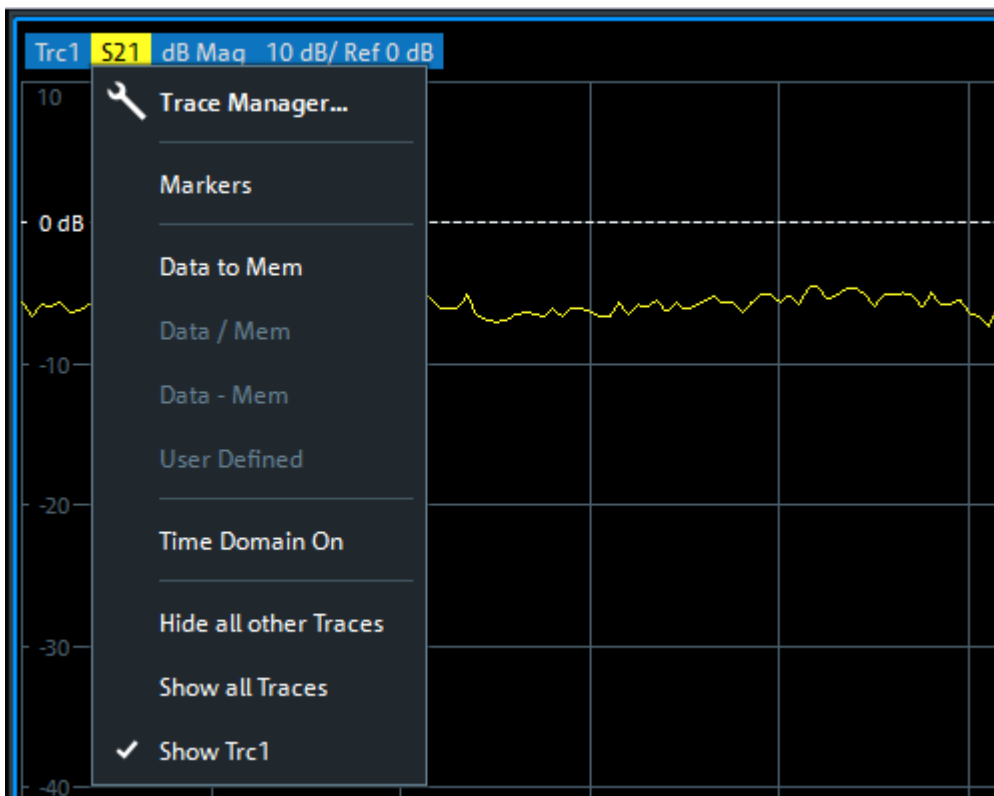 Trc1 S21 dB Mag 10 dB/ Ref 0 dB
10
Trace Manager...
Markers
0 dB
Data to Mem
Data / Mem
-10
Data - Mem
User Defined
-20
Time Domain On
Hide all other Traces
-30
Show all Traces
Show Trc1
-40